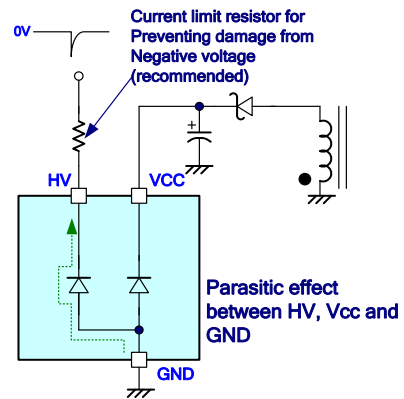 Current limit resistor for
Preventing damage from
Negative voltage
(recommended)
0V
+
HV
VCC
Parasitic effect
between HV, Vcc and
GND
GND